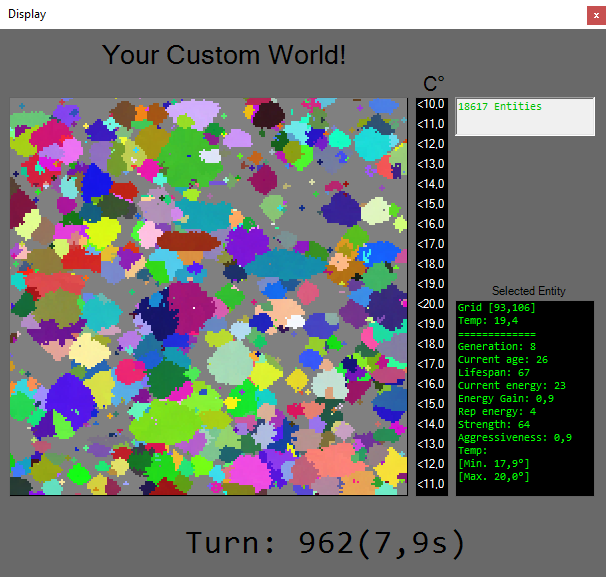 Display
x
Your Custom World!
C°
<10,0
<11,0
<12,0
<13,0
<14,0
<15,0
<16,0
<17,0
<18,0
<19,0
<20,0
<19,0
<18,0
<17,0
<16,0
<15,0
<14,0
<13,0
<12,0
<11,0
18617 Entities
Selected Entity
Grid [93,106]
Temp: 19,4
=============
Generation: 8
Current age: 26
Lifespan: 67
Current energy: 23
Energy Gain: 0,9
Rep energy: 4
Strength: 64
Aggressiveness: 0,9
Temp:
[Min. 17,9°]
[Max. 20,0°]
Turn: 962(7,9s)